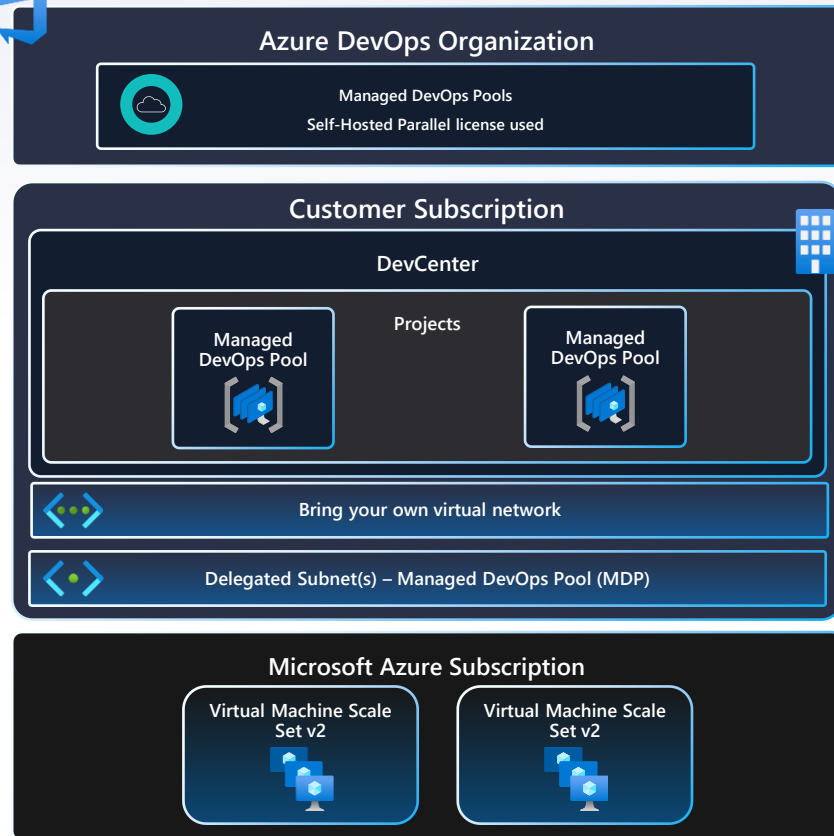 Azure DevOps Organization
Managed DevOps Pools
Self-Hosted Parallel license used
Customer Subscription
DevCenter
Projects
Managed
DevOps Pool
Managed
DevOps Pool
Bring your own virtual network
Delegated Subnet(s) – Managed DevOps Pool (MDP)
Microsoft Azure Subscription
Virtual Machine Scale
Set v2
Virtual Machine Scale
Set v2